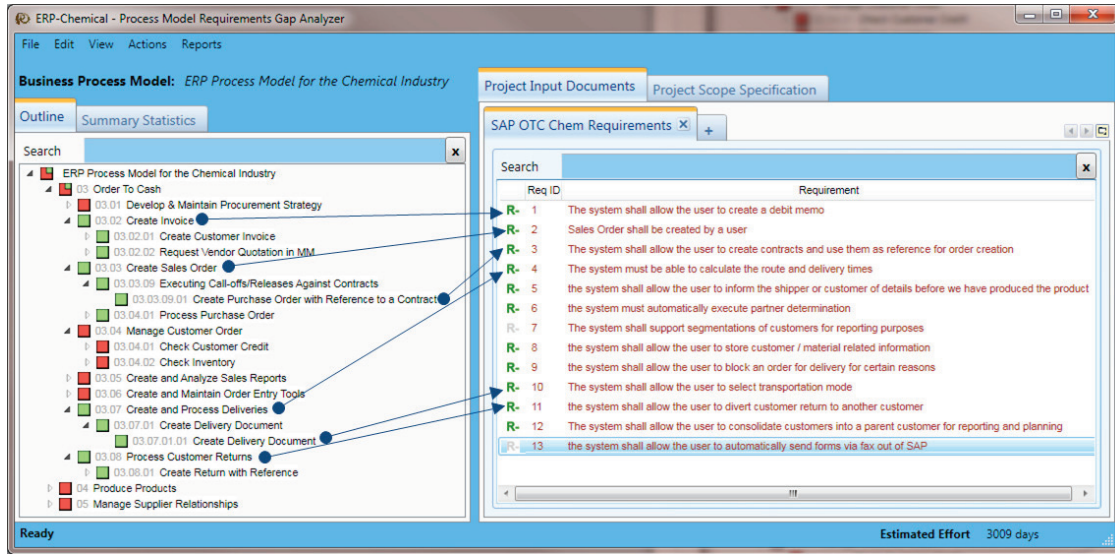 ERP-Chemical - Process Model Requirements Gap Analyzer
File Edit View Actions Reports
Business Process Model: ERP Process Model for the Chemical Industry
Outline Summary Statistics
Search x
ERP Process Model for the Chemical Industry
03 Order To Cash
03.01 Develop & Maintain Procurement Strategy
03.02 Create Invoice
03.02.01 Create Customer Invoice
03.02.02 Request Vendor Quotation in MM
03.03 Create Sales Order
03.03.09 Executing Call-offs/Releases Against Contracts
03.03.09.01 Create Purchase Order with Reference to a Contract
03.04.01 Process Purchase Order
03.04 Manage Customer Order
03.04.01 Check Customer Credit
03.04.02 Check Inventory
03.05 Create and Analyze Sales Reports
03.06 Create and Maintain Order Entry Tools
03.07 Create and Process Deliveries
03.07.01 Create Delivery Document
03.07.01.01 Create Delivery Document
03.08 Process Customer Returns
03.08.01 Create Return with Reference
04 Produce Products
05 Manage Supplier Relationships
Project Input Documents Project Scope Specification
SAP OTC Chem Requirements X +
Search x
Req ID Requirement
R- 1 The system shall allow the user to create a debit memo
R- 2 Sales Order shall be created by a user
R- 3 The system shall allow the user to create contracts and use them as reference for order creation
R- 4 The system must be able to calculate the route and delivery times
R- 5 the system shall allow the user to inform the shipper or customer of details before we have produced the product
R- 6 the system must automatically execute partner determination
R- 7 The system shall support segmentations of customers for reporting purposes
R- 8 the system shall allow the user to store customer / material related information
R- 9 the system shall allow the user to block an order for delivery for certain reasons
R- 10 The system shall allow the user to select transportation mode
R- 11 the system shall allow the user to divert customer return to another customer
R- 12 The system shall allow the user to consolidate customers into a parent customer for reporting and planning
R- 13 the system shall allow the user to automatically send forms via fax out of SAP
Ready Estimated Effort 3009 days